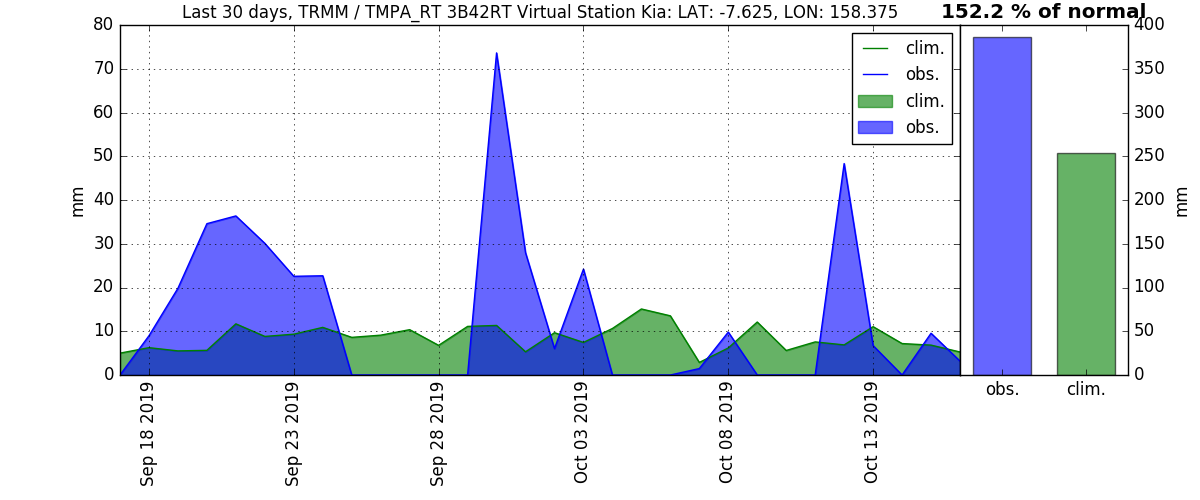 Last 30 days, TRMM / TMPA_RT 3B42RT Virtual Station Kia: LAT: -7.625, LON: 158.375
152.2 % of normal
80
70
60
50
40
30
20
10
0
mm
clim.
obs.
clim.
obs.
400
350
300
250
200
150
100
50
0
mm
Sep 18 2019
Sep 23 2019
Sep 28 2019
Oct 03 2019
Oct 08 2019
Oct 13 2019
obs.
clim.